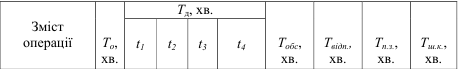 Зміст
операції
Tо,
хв.
Tд, хв.
t1
t2
t3
t4
Tобс,
хв.
Tвідп.,
хв.
Tп.з.,
хв.
Tш.к.,
хв.